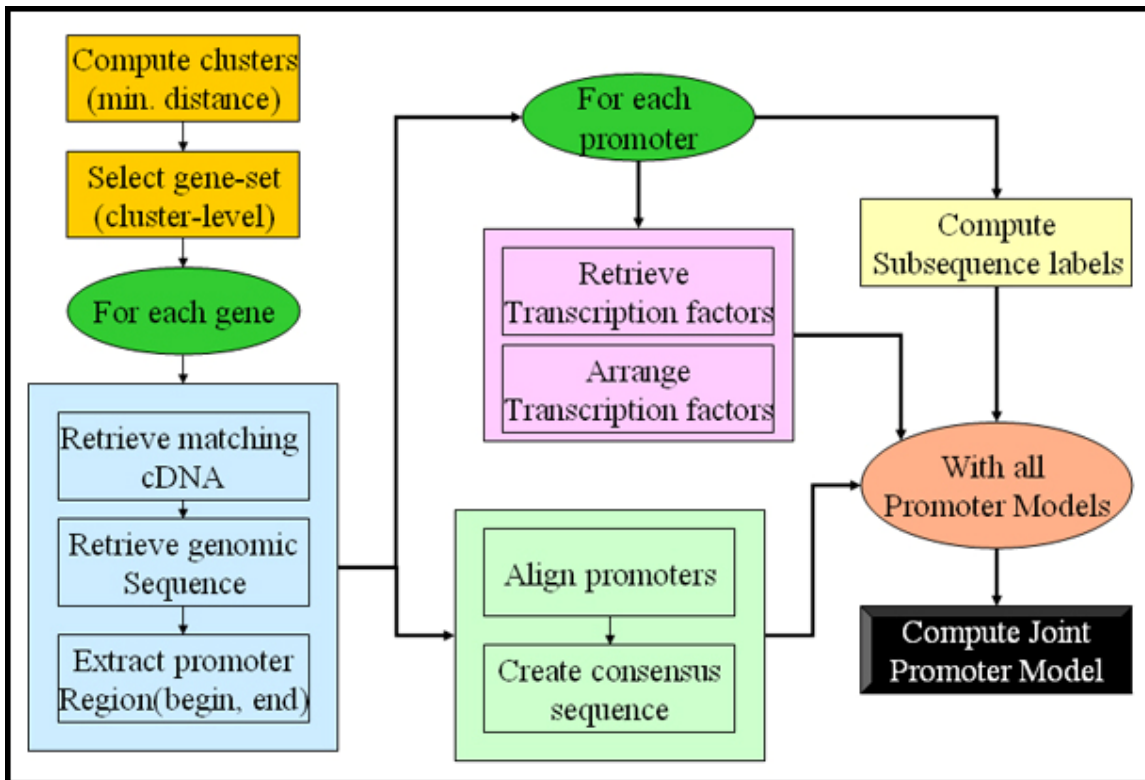 Compute clusters
(min. distance)
Select gene-set
(cluster-level)
For each gene
Retrieve matching
cDNA
Retrieve genomic
Sequence
Extract promoter
Region(begin, end)
For each
promoter
Retrieve
Transcription factors
Arrange
Transcription factors
Align promoters
Create consensus
sequence
Compute
Subsequence labels
With all
Promoter Models
Compute Joint
Promoter Model